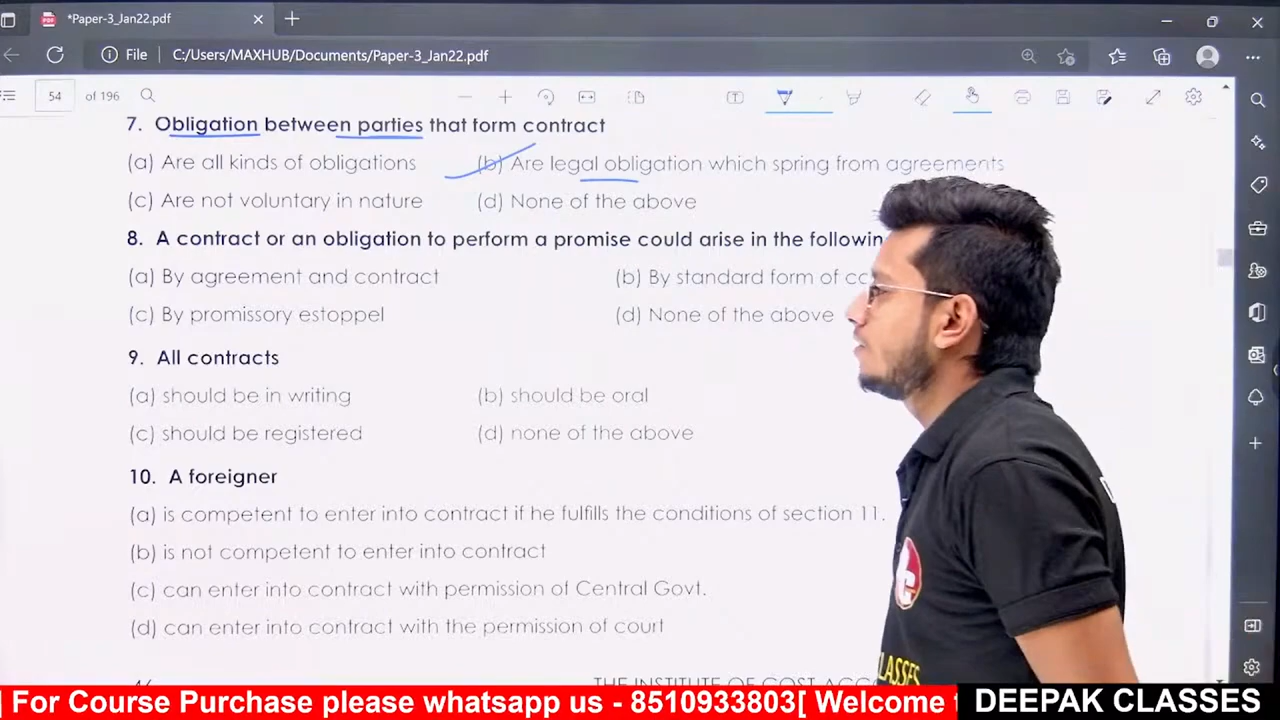 *Paper-3_Jan22.pdf
File C:/Users/MAXHUB/Documents/Paper-3_Jan22.pdf
54 of 196
7. Obligation between parties that form contract
(a) Are all kinds of obligations (b) Are legal obligation which spring from agreements
(c) Are not voluntary in nature (d) None of the above
8. A contract or an obligation to perform a promise could arise in the
(a) By agreement and contract (b) By standard form of
(c) By promissory estoppel (d) None of the above
9. All contracts
(a) should be in writing (b) should be oral
(c) should be registered (d) none of the above
10. A foreigner
(a) is competent to enter into contract if he fulfills the conditions of section 11.
(b) is not competent to enter into contract
(c) can enter into contract with permission of Central Govt.
(d) can enter into contract with the permission of court
THE INSTITUTE OF COST
CLASSES
For Course Purchase please whatsapp us - 8510933803[ Welcome
DEEPAK CLASSES